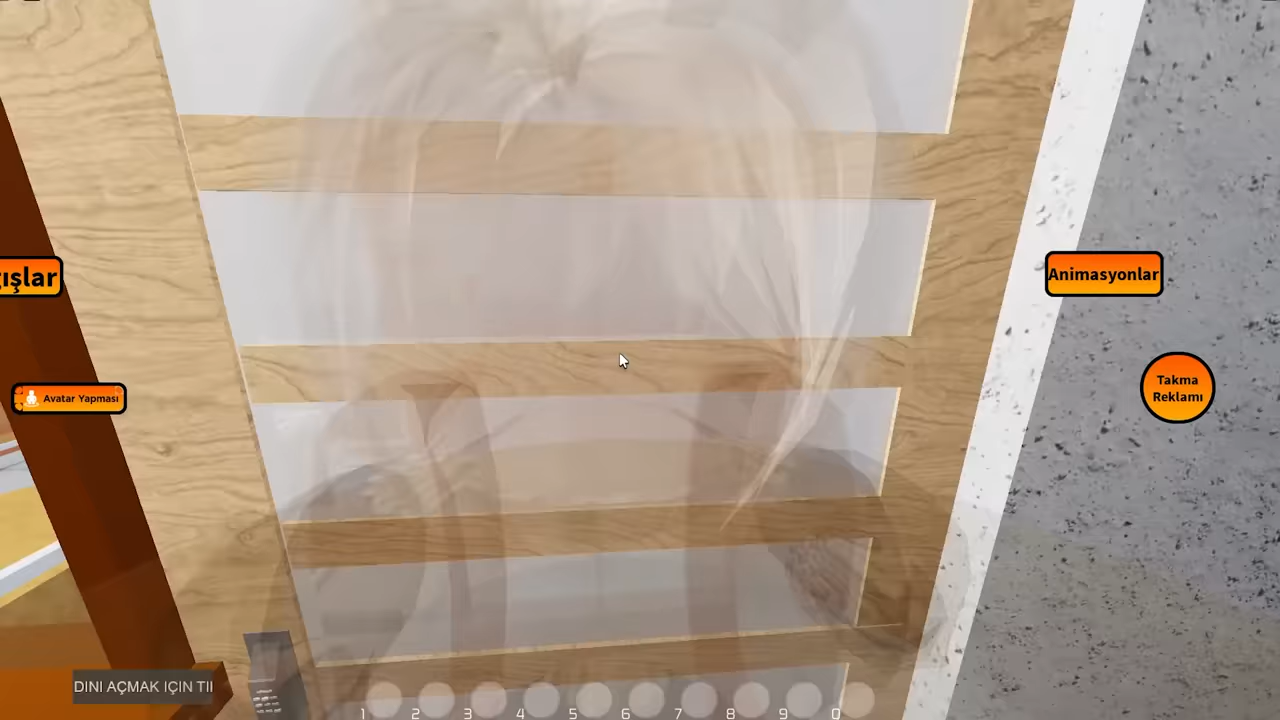 ışlar
Animasyonlar
Avatar Yapması
Takma
Reklamı
DINI AÇMAK IÇIN TII
1 2 3 4 5 6 7 8 9 0